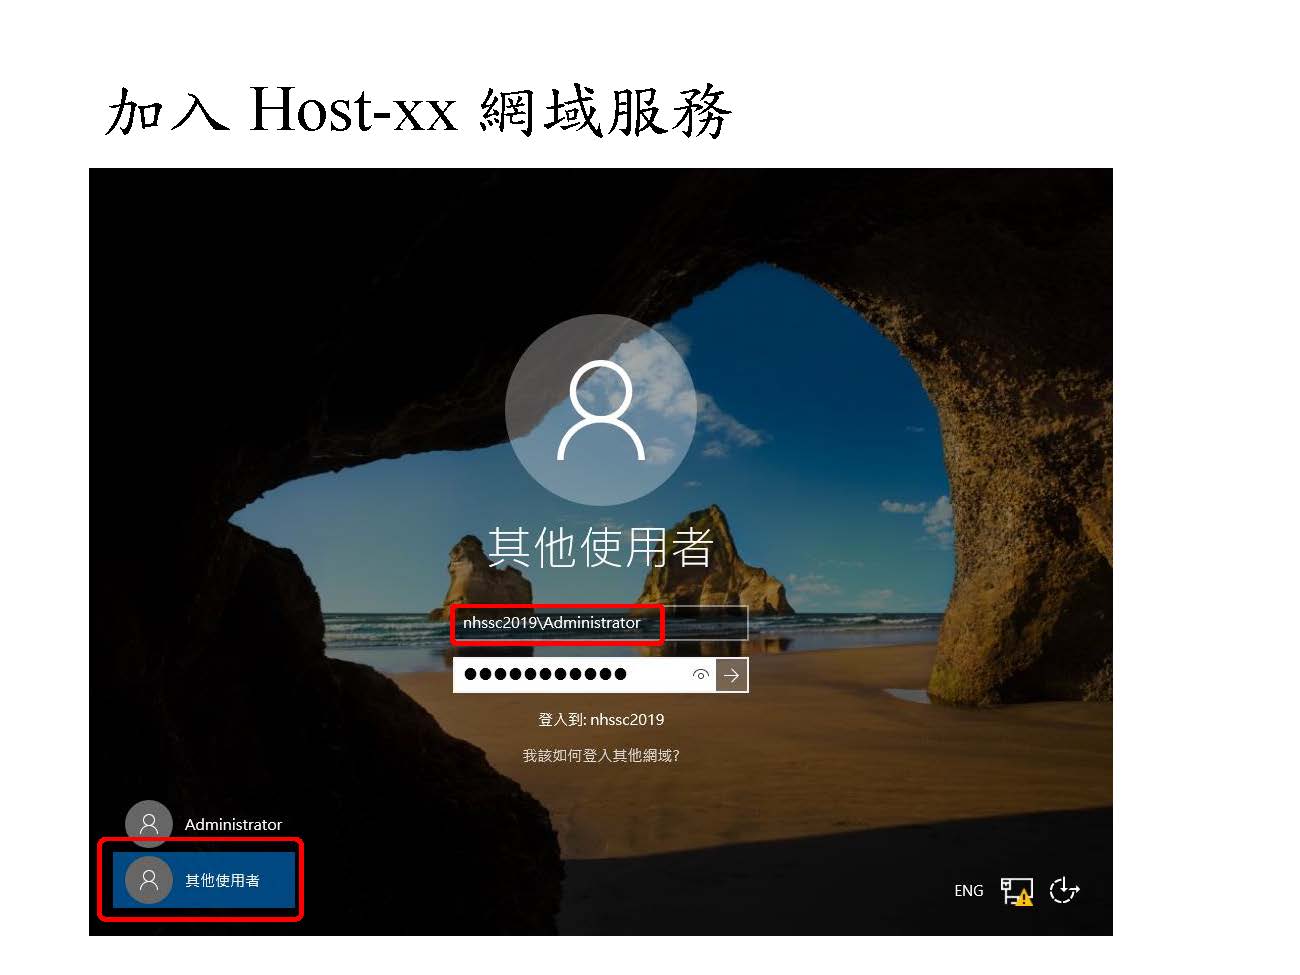 加入 Host-xx 網域服務
其他使用者
nhssc2019\Administrator
登入到: nhssc2019
我該如何登入其他網域?
Administrator
其他使用者
ENG